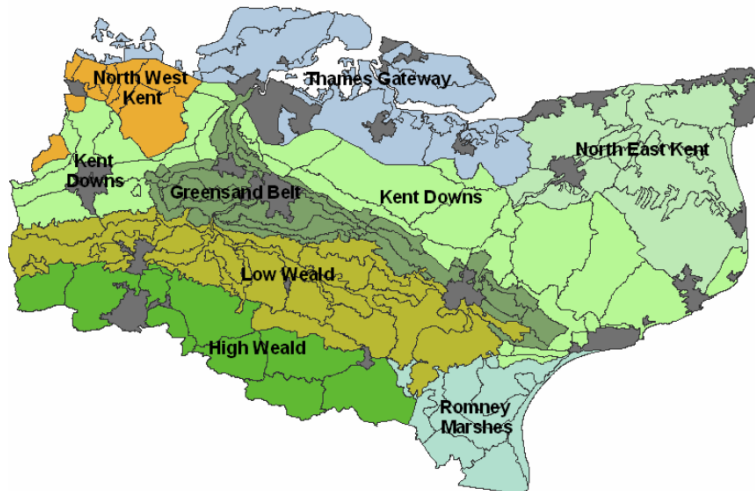 North West
Kent
Thames Gateway
North East Kent
Kent
Downs
Greensand Belt
Kent Downs
Low Weald
High Weald
Romney
Marshes